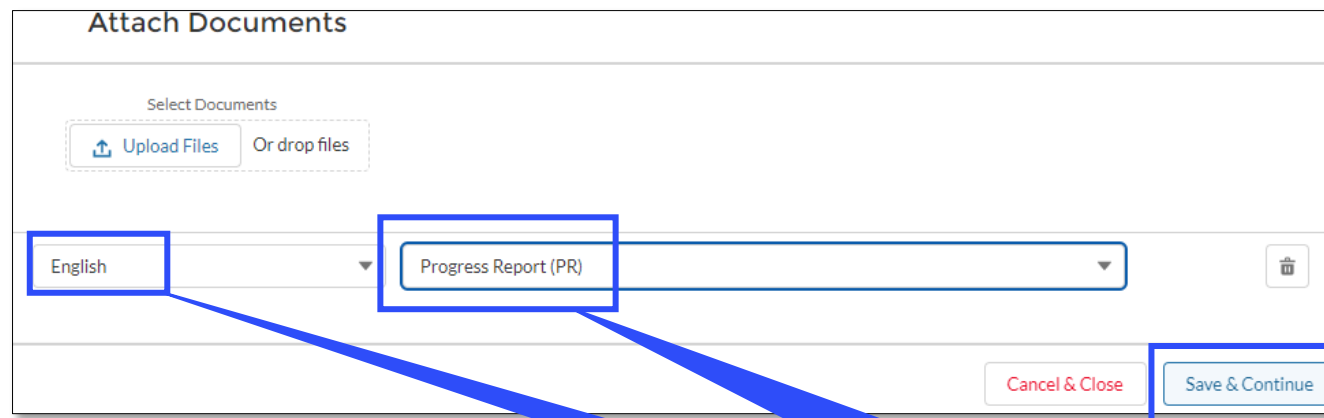 Attach Documents
Select Documents
Upload Files Or drop files
English Progress Report (PR)
Cancel & Close Save & Continue